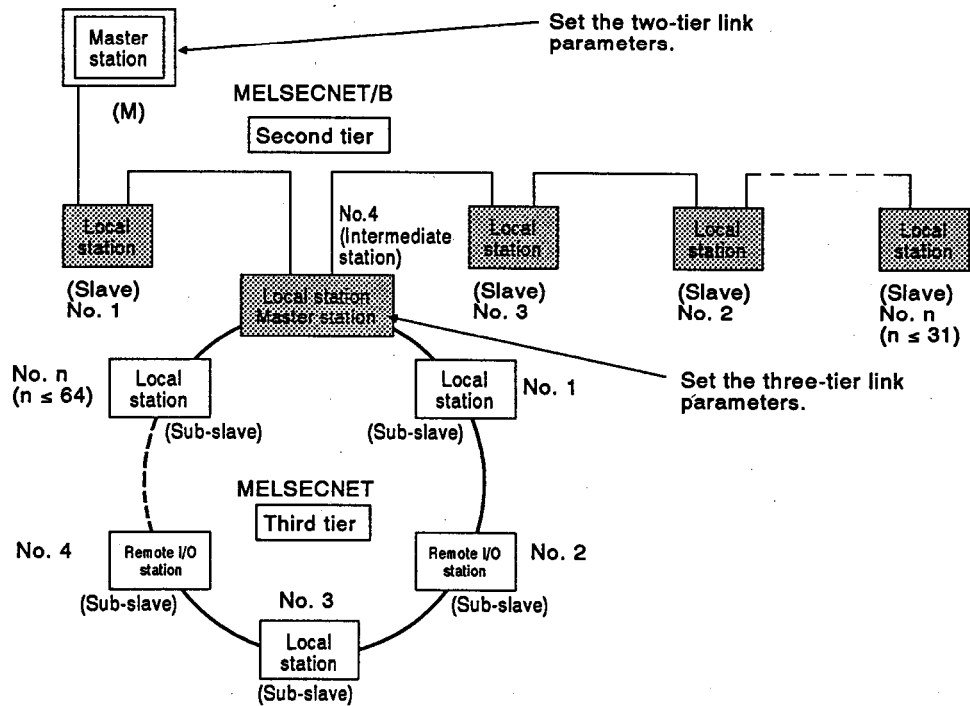 Set the two-tier link
parameters.
Master
station
(M)
MELSECNET/B
Second tier
Local
station
(Slave)
No. 1
No.4
(Intermediate
station)
Local station
Master station
Local
station
(Slave)
No. 3
Local
station
(Slave)
No. 2
Local
station
(Slave)
No. n
(n ≤ 31)
Set the three-tier link
parameters.
No. n
(n ≤ 64)
Local
station
(Sub-slave)
Local
station
No. 1
(Sub-slave)
MELSECNET
Third tier
No. 4
Remote I/O
station
(Sub-slave)
Remote I/O
station
No. 2
(Sub-slave)
No. 3
Local
station
(Sub-slave)